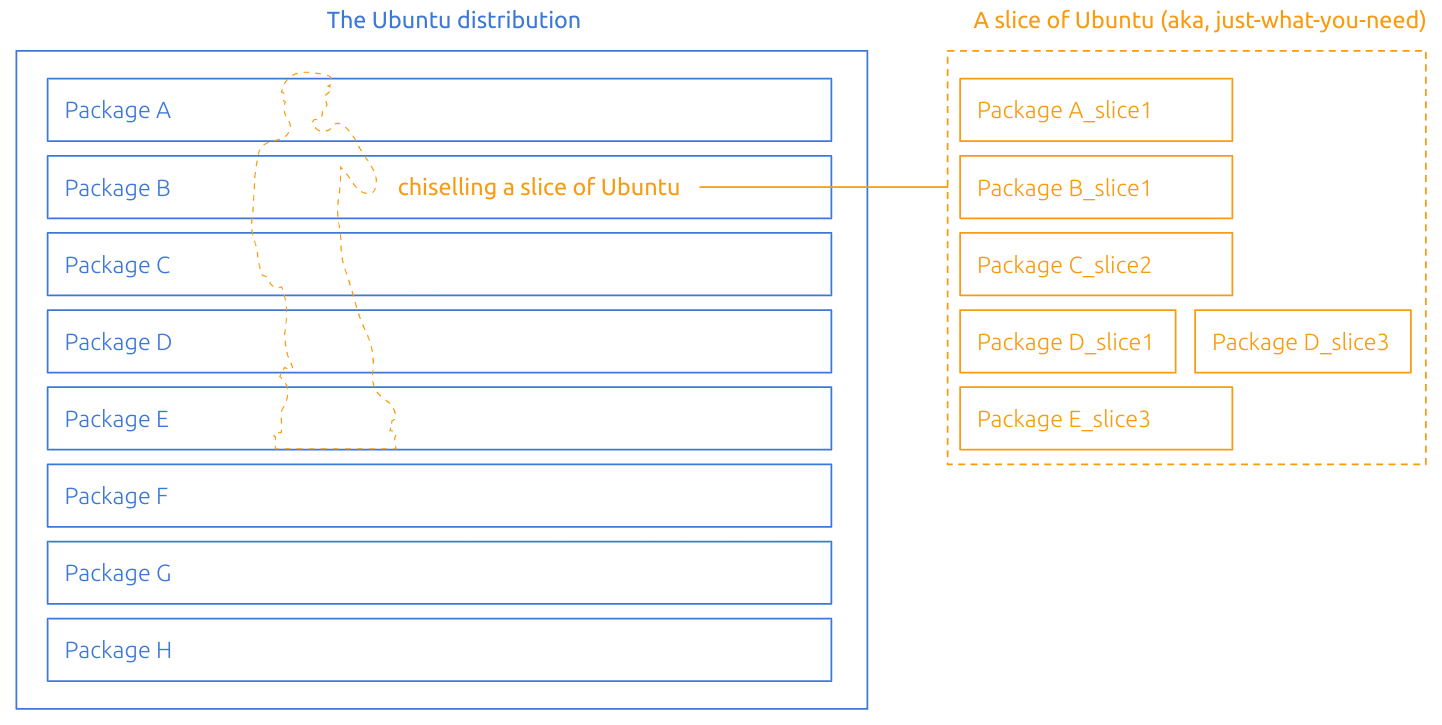 The Ubuntu distribution
A slice of Ubuntu (aka, just-what-you-need)
Package A
Package B
chiselling a slice of Ubuntu
Package C
Package D
Package E
Package F
Package G
Package H
Package A_slice1
Package B_slice1
Package C_slice2
Package D_slice1
Package D_slice3
Package E_slice3